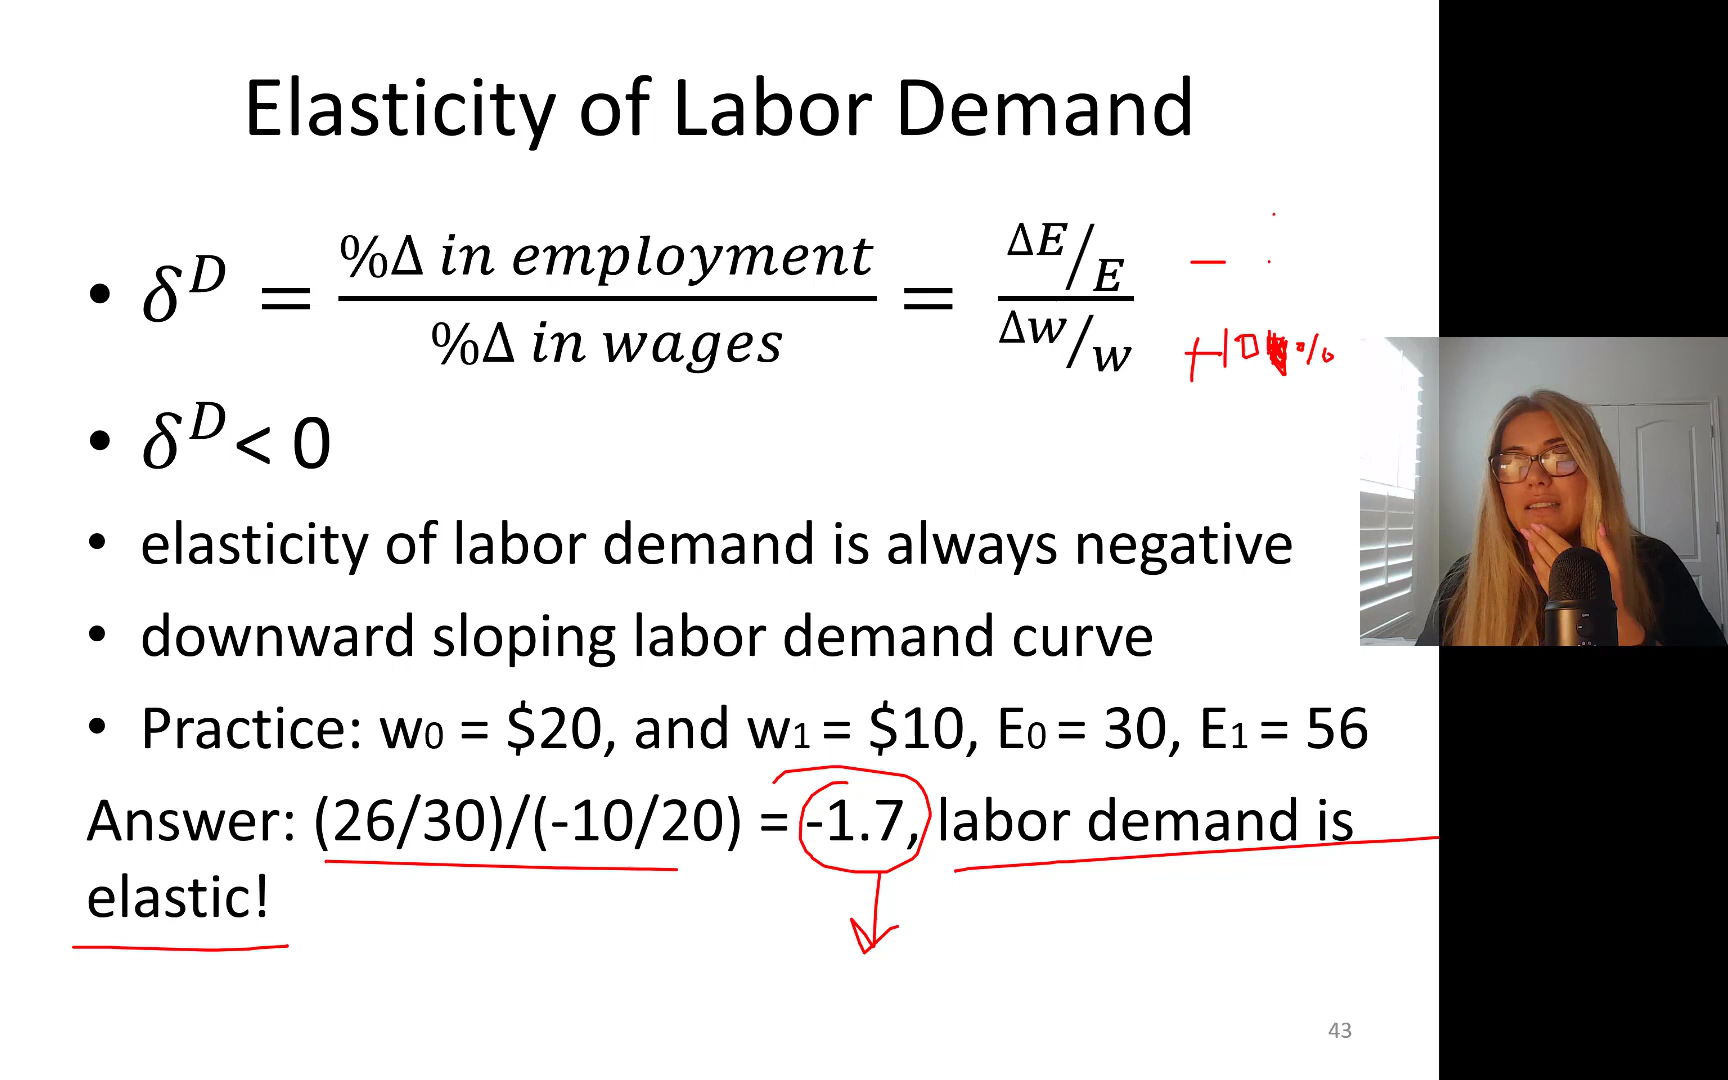 Elasticity of Labor Demand
• δ^D = %Δ in employment / %Δ in wages = ΔE/E / Δw/w
−
+10 %
• δ^D < 0
• elasticity of labor demand is always negative
• downward sloping labor demand curve
• Practice: w0 = $20, and w1 = $10, E0 = 30, E1 = 56
Answer: (26/30)/(-10/20) = -1.7, labor demand is
elastic!
43